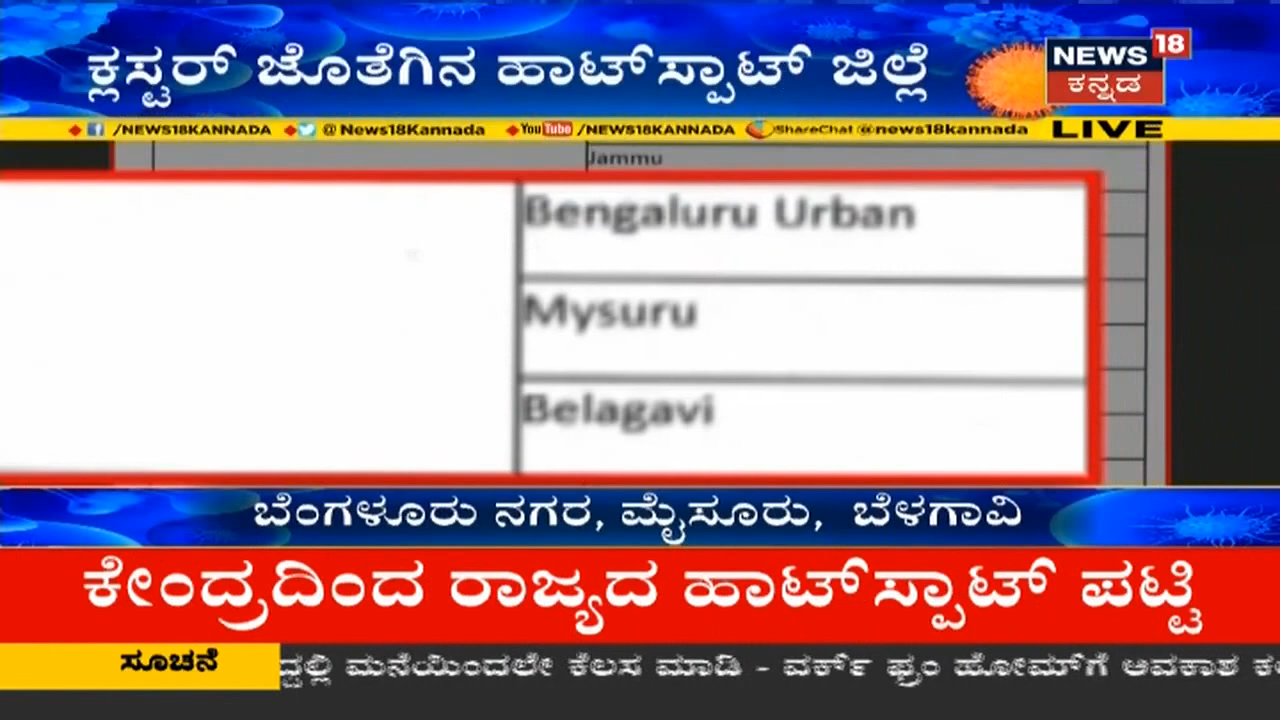 ಕ್ಲಸ್ಟರ್ ಜೊತೆಗಿನ ಹಾಟ್‌ಸ್ಪಾಟ್ ಜಿಲ್ಲೆ
NEWS 18
ಕನ್ನಡ
/NEWS18KANNADA @News18Kannada YouTube /NEWS18KANNADA ShareChat @news18kannada
LIVE
Jammu
Bengaluru Urban
Mysuru
Belagavi
ಬೆಂಗಳೂರು ನಗರ, ಮೈಸೂರು, ಬೆಳಗಾವಿ
ಕೇಂದ್ರದಿಂದ ರಾಜ್ಯದ ಹಾಟ್‌ಸ್ಪಾಟ್ ಪಟ್ಟಿ
ಸೂಚನೆ ಮನೆಯಿಂದಲೇ ಕೆಲಸ ಮಾಡಿ - ವರ್ಕ್ ಫ್ರಂ ಹೋಮ್‌ಗೆ ಅವಕಾಶ